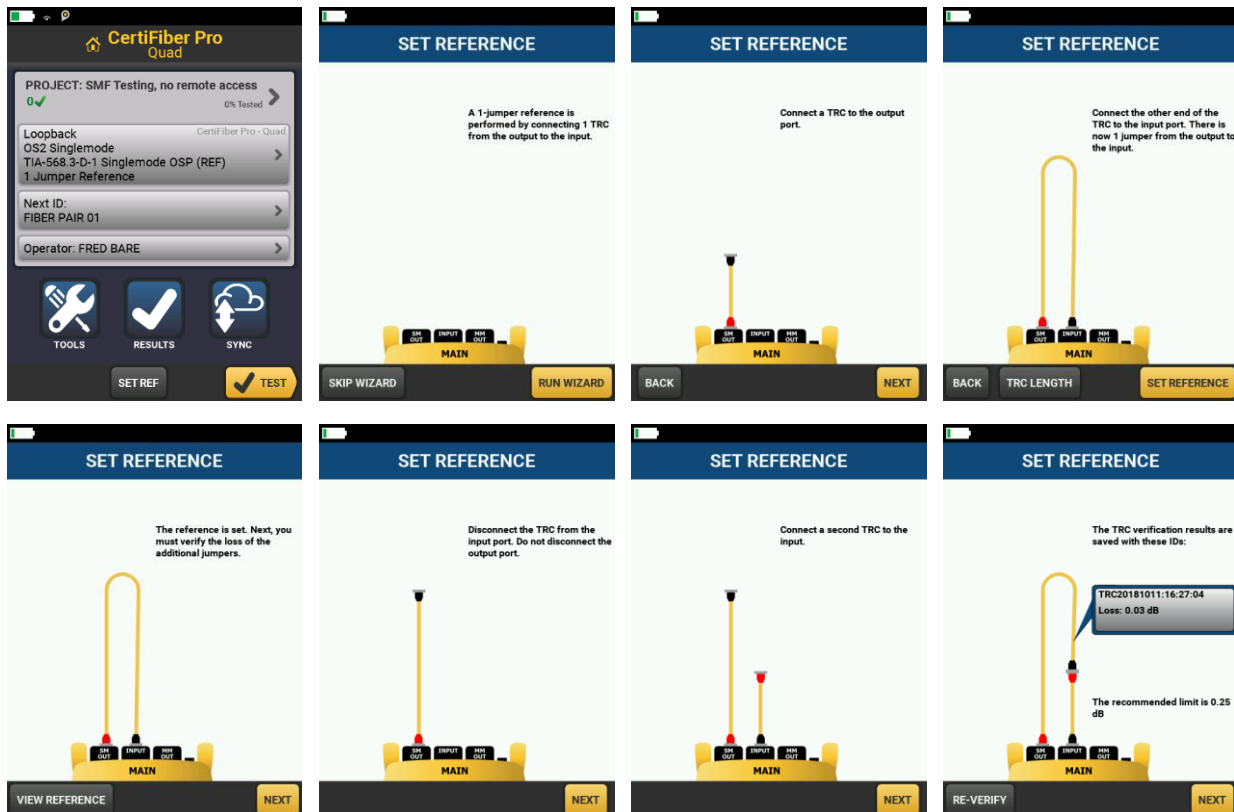 CertiFiber Pro
Quad
PROJECT: SMF Testing, no remote access
0
0% Tested
Loopback
CertiFiber Pro - Quad
OS2 Singlemode
TIA-568.3-D-1 Singlemode OSP (REF)
1 Jumper Reference
Next ID:
FIBER PAIR 01
Operator: FRED BARE
TOOLS
RESULTS
SYNC
SET REF
TEST
SET REFERENCE
A 1-jumper reference is
performed by connecting 1 TRC
from the output to the input.
SM OUT
INPUT
MM OUT
MAIN
SKIP WIZARD
RUN WIZARD
SET REFERENCE
Connect a TRC to the output
port.
SM OUT
INPUT
MM OUT
MAIN
BACK
NEXT
SET REFERENCE
Connect the other end of the
TRC to the input port. There is
now 1 jumper from the output to
the input.
SM OUT
INPUT
MM OUT
MAIN
BACK
TRC LENGTH
SET REFERENCE
SET REFERENCE
The reference is set. Next, you
must verify the loss of the
additional jumpers.
SM OUT
INPUT
MM OUT
MAIN
VIEW REFERENCE
NEXT
SET REFERENCE
Disconnect the TRC from the
input port. Do not disconnect the
output port.
SM OUT
INPUT
MM OUT
MAIN
NEXT
SET REFERENCE
Connect a second TRC to the
input.
SM OUT
INPUT
MM OUT
MAIN
NEXT
SET REFERENCE
The TRC verification results are
saved with these IDs:
TRC20181011:16:27:04
Loss: 0.03 dB
The recommended limit is 0.25
dB
SM OUT
INPUT
MM OUT
MAIN
RE-VERIFY
NEXT